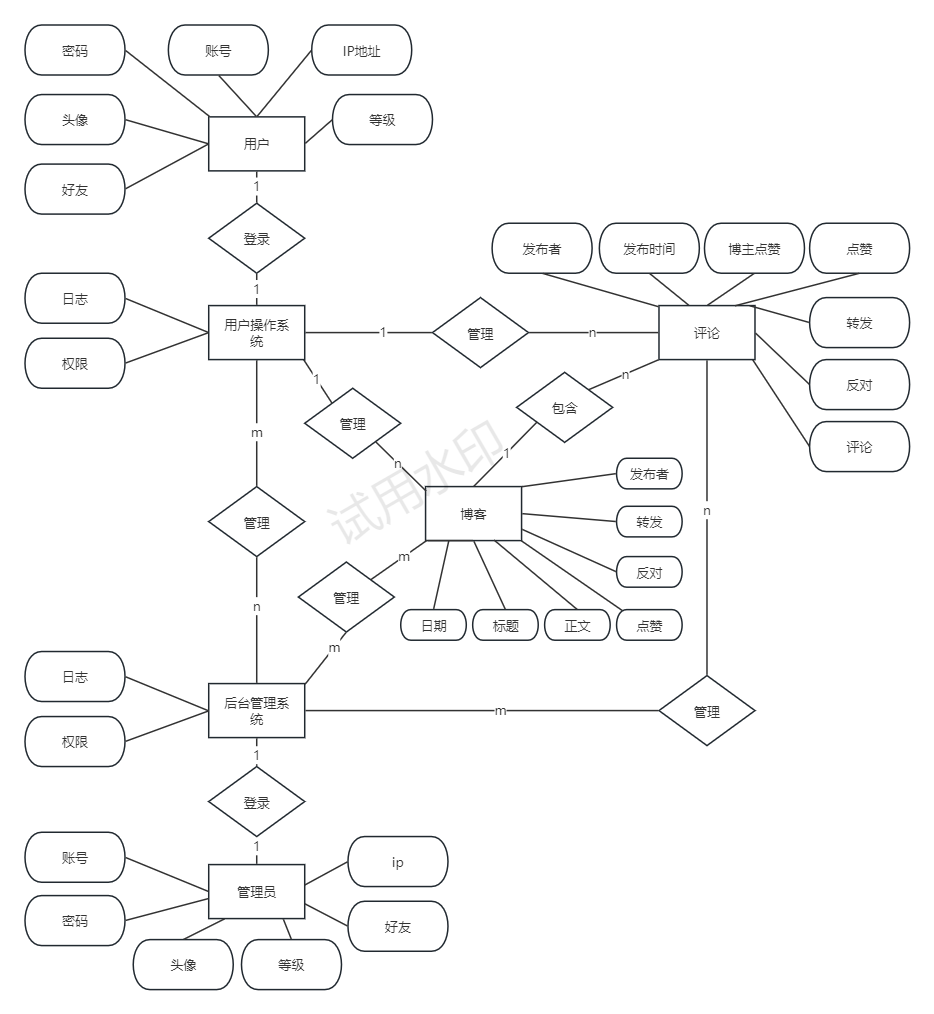 密码
账号
IP地址
头像
等级
用户
好友
1
登录
发布者
发布时间
博主点赞
点赞
1
日志
用户操作系
统
1
管理
n
评论
转发
权限
1
n
反对
管理
包含
m
评论
n
1
试用水印
发布者
博客
n
管理
转发
m
反对
管理
n
日期
标题
正文
点赞
m
日志
后台管理系
统
m
管理
权限
1
登录
1
账号
ip
管理员
密码
好友
头像
等级